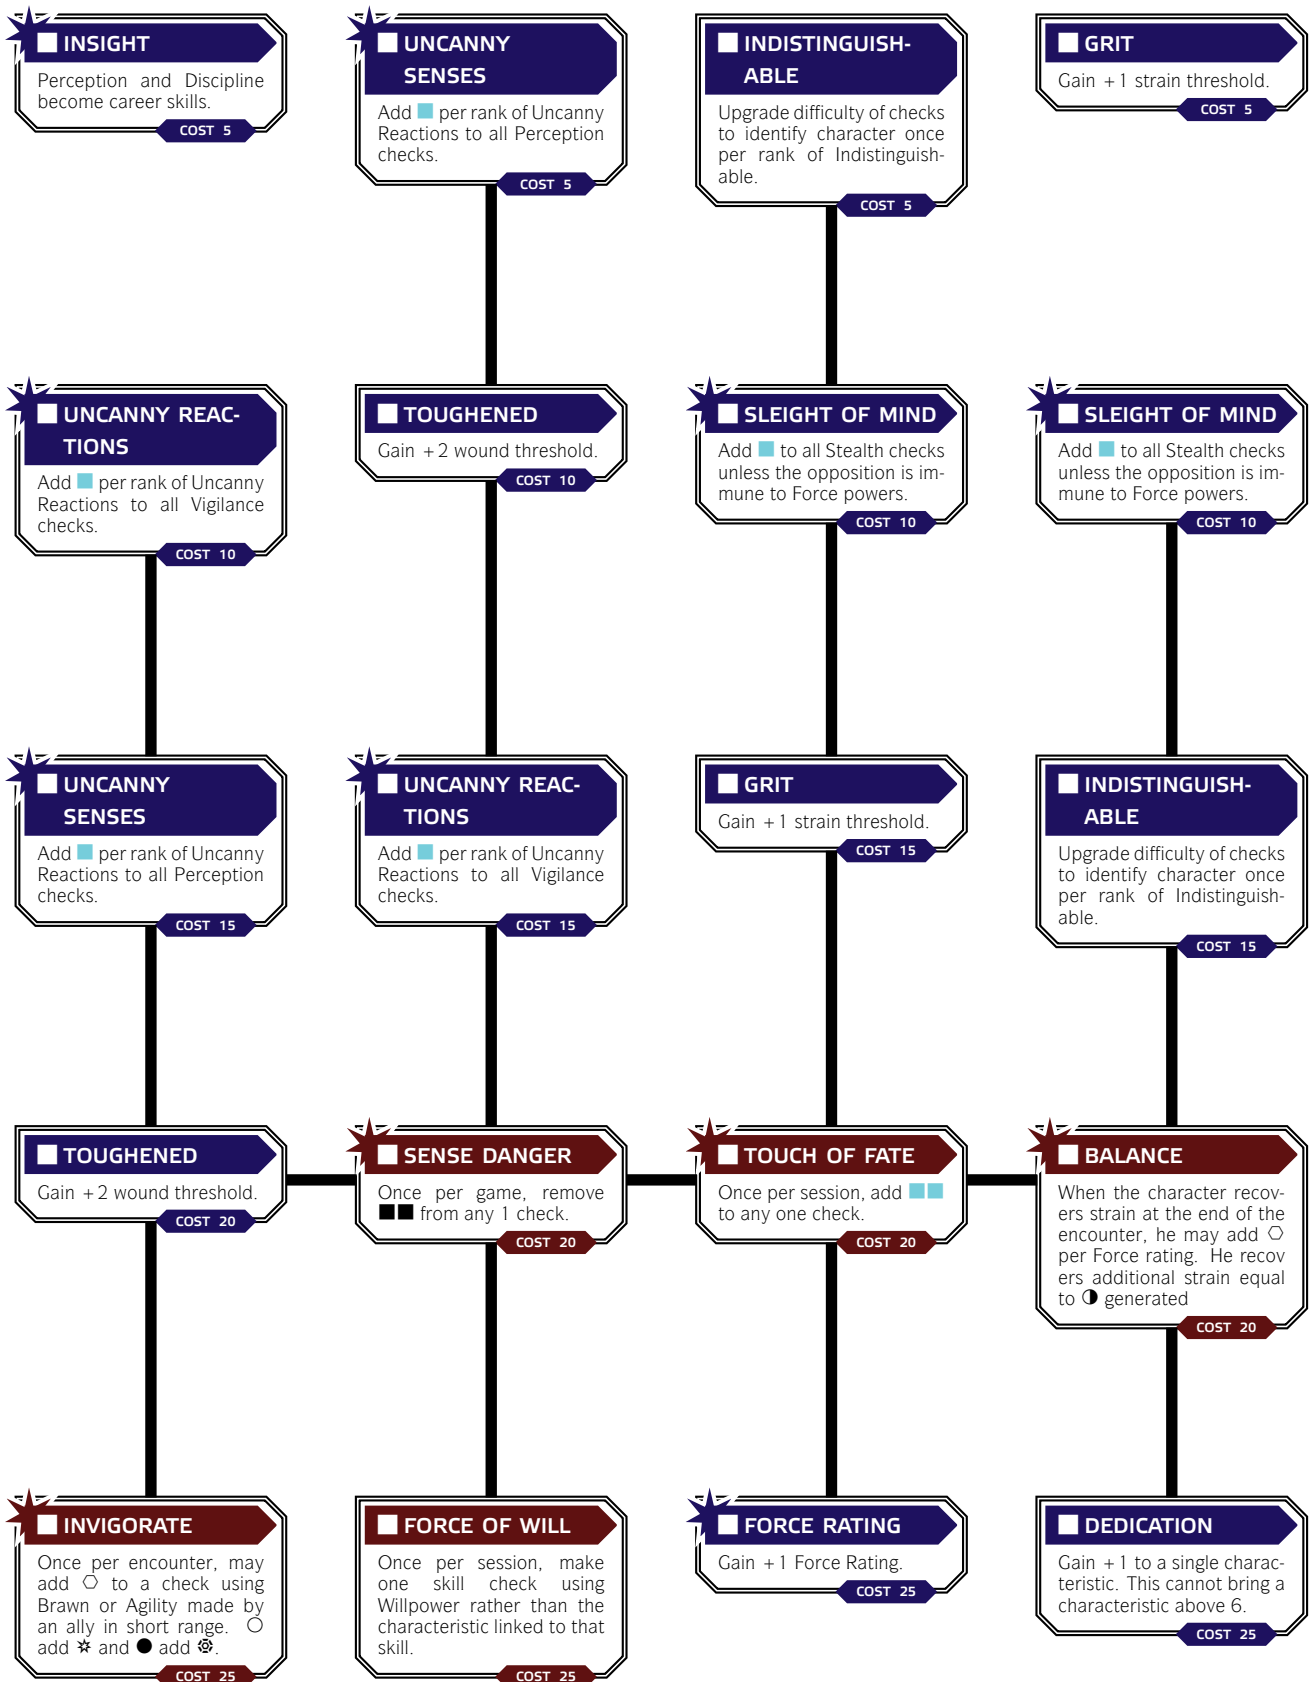 INSIGHT
Perception and Discipline
become career skills.
COST 5
UNCANNY
SENSES
Add per rank of Uncanny
Reactions to all Perception
checks.
COST 5
INDISTINGUISH-
ABLE
Upgrade difficulty of checks
to identify character once
per rank of Indistinguish-
able.
COST 5
GRIT
Gain +1 strain threshold.
COST 5
UNCANNY REAC-
TIONS
Add per rank of Uncanny
Reactions to all Vigilance
checks.
COST 10
TOUGHENED
Gain +2 wound threshold.
COST 10
SLEIGHT OF MIND
Add to all Stealth checks
unless the opposition is im-
mune to Force powers.
COST 10
SLEIGHT OF MIND
Add to all Stealth checks
unless the opposition is im-
mune to Force powers.
COST 10
UNCANNY
SENSES
Add per rank of Uncanny
Reactions to all Perception
checks.
COST 15
UNCANNY REAC-
TIONS
Add per rank of Uncanny
Reactions to all Vigilance
checks.
COST 15
GRIT
Gain +1 strain threshold.
COST 15
INDISTINGUISH-
ABLE
Upgrade difficulty of checks
to identify character once
per rank of Indistinguish-
able.
COST 15
TOUGHENED
Gain +2 wound threshold.
COST 20
SENSE DANGER
Once per game, remove
from any 1 check.
COST 20
TOUCH OF FATE
Once per session, add
to any one check.
COST 20
BALANCE
When the character recov-
ers strain at the end of the
encounter, he may add
per Force rating. He recov
ers additional strain equal
to generated
COST 20
INVIGORATE
Once per encounter, may
add to a check using
Brawn or Agility made by
an ally in short range.
add and add .
COST 25
FORCE OF WILL
Once per session, make
one skill check using
Willpower rather than the
characteristic linked to that
skill.
COST 25
FORCE RATING
Gain +1 Force Rating.
COST 25
DEDICATION
Gain +1 to a single charac-
teristic. This cannot bring a
characteristic above 6.
COST 25